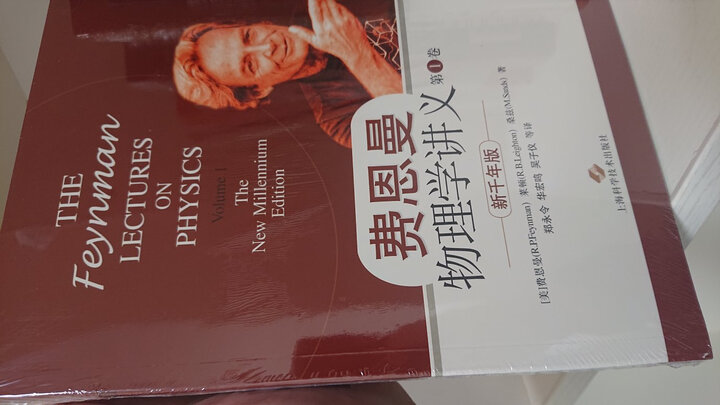 THE
Feynman
LECTURES
ON
PHYSICS
Volume 1
The
New Millennium
Edition
费恩曼
物理学讲义 第1卷
新千年版
[美]费恩曼(R.P.Feynman) 莱顿(R.B.Leighton) 桑兹(M.Sands) 著
郑永令 华宏鸣 吴子仪 等译
上海科学技术出版社